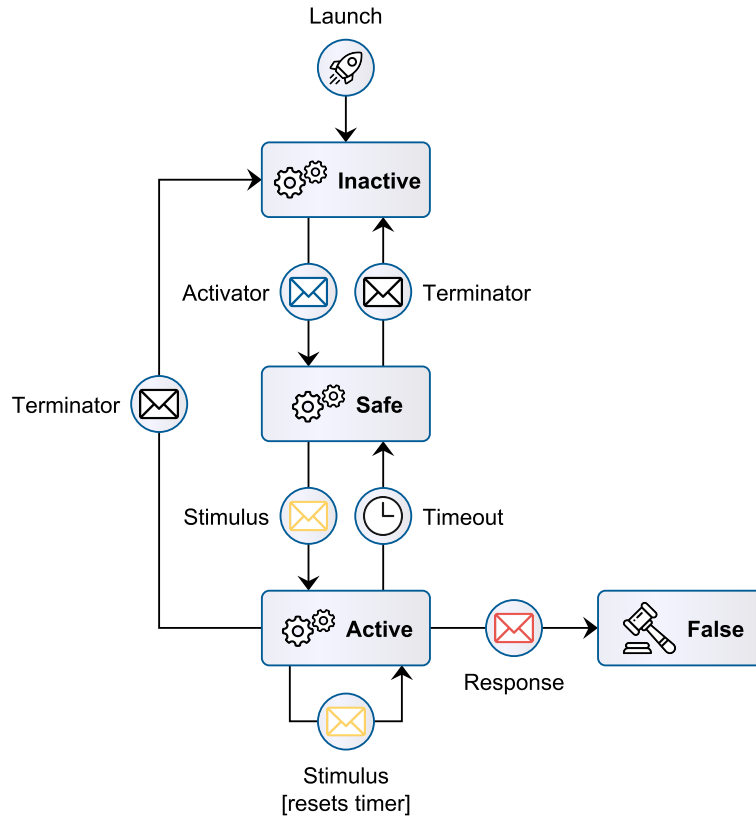 Launch
Inactive
Activator
Terminator
Terminator
Safe
Stimulus
Timeout
Active
False
Response
Stimulus
[resets timer]